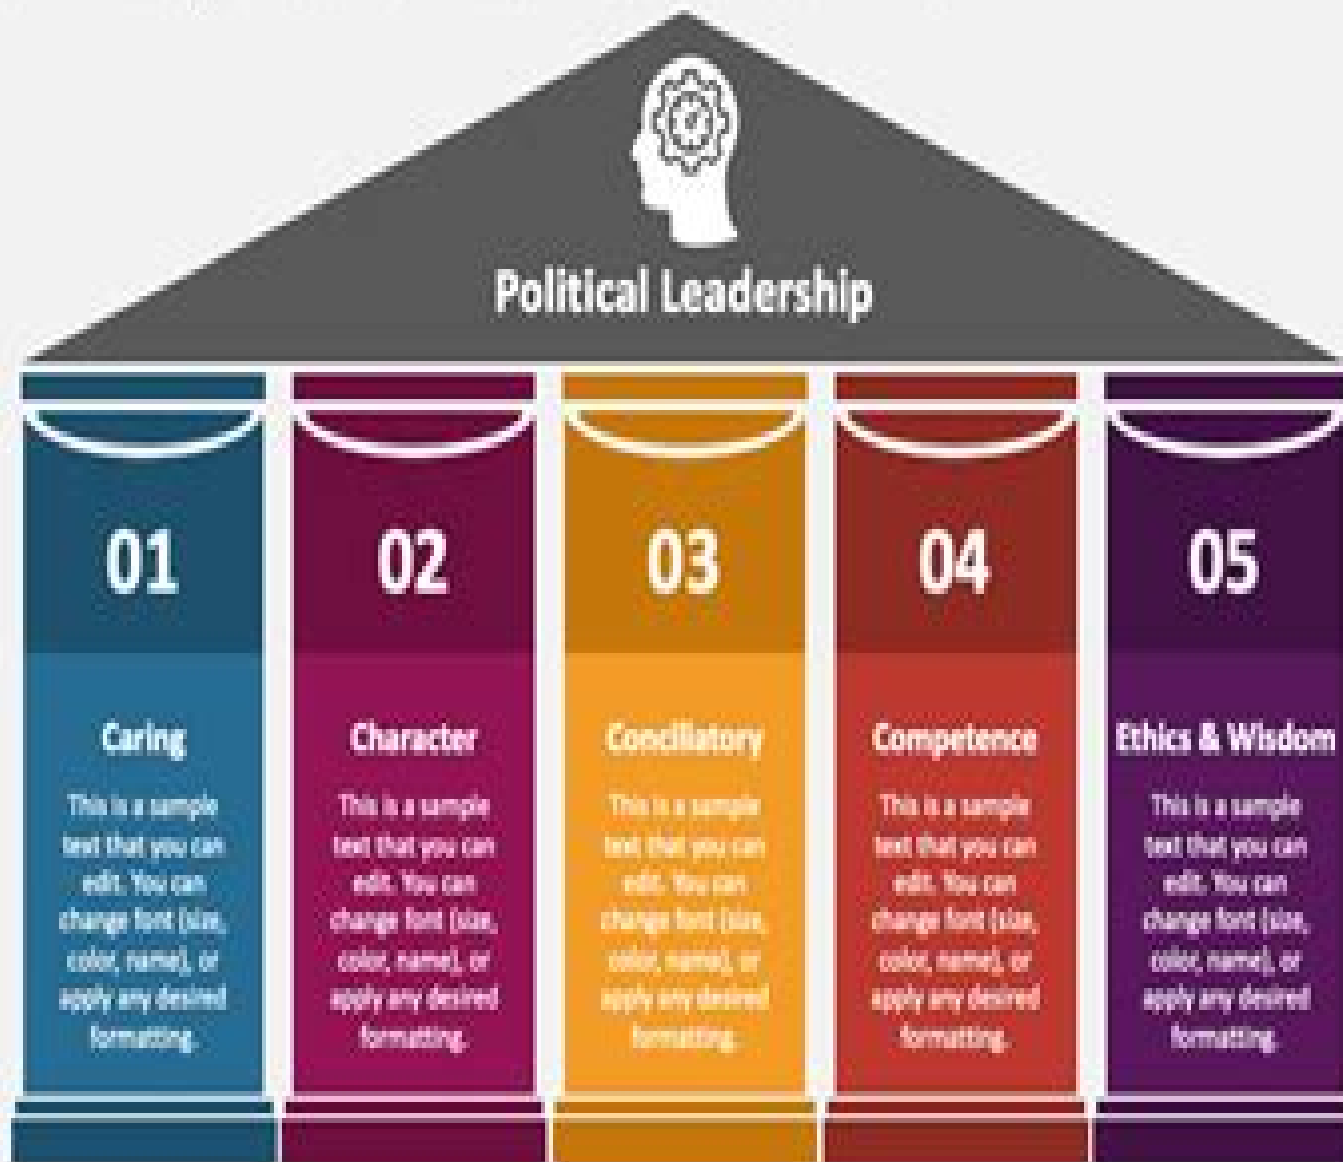 Political Leadership
01
Caring
This is a sample
text that you can
edit. You can
change font (size,
color, name), or
apply any desired
formatting.
02
Character
This is a sample
text that you can
edit. You can
change font (size,
color, name), or
apply any desired
formatting.
03
Conciliatory
This is a sample
text that you can
edit. You can
change font (size,
color, name), or
apply any desired
formatting.
04
Competence
This is a sample
text that you can
edit. You can
change font (size,
color, name), or
apply any desired
formatting.
05
Ethics & Wisdom
This is a sample
text that you can
edit. You can
change font (size,
color, name), or
apply any desired
formatting.